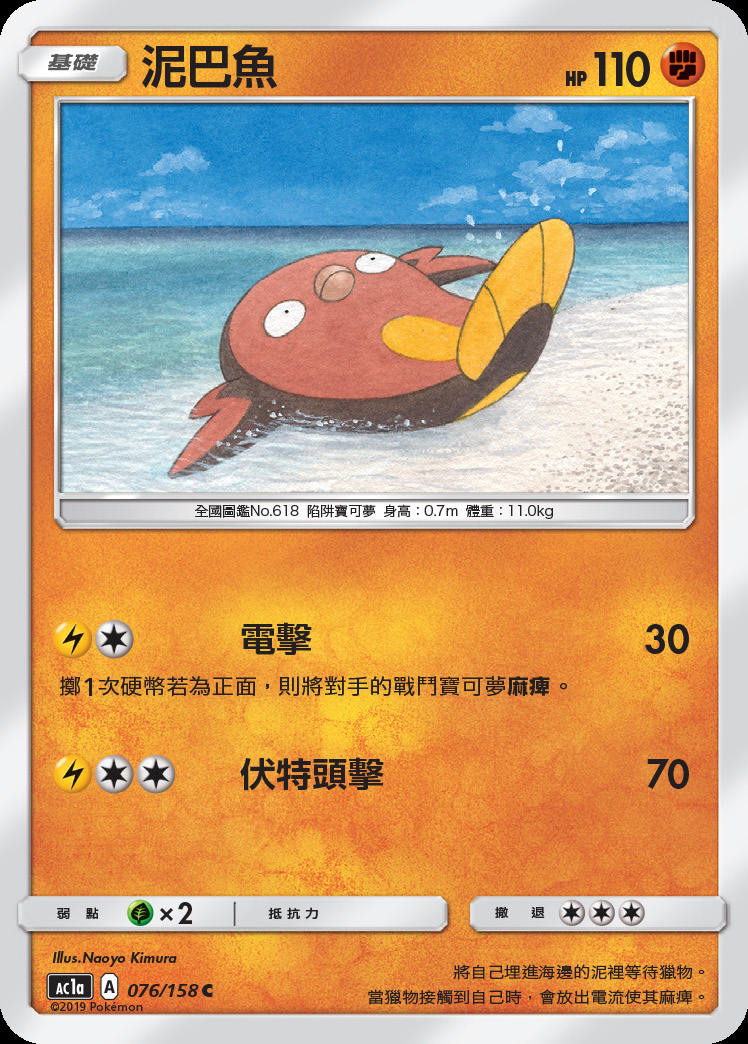 基礎 泥巴魚 HP 110
全國圖鑑No.618 陷阱寶可夢 身高：0.7m 體重：11.0kg
電擊 30
擲1次硬幣若為正面，則將對手的戰鬥寶可夢麻痺。
伏特頭擊 70
弱點 ×2 抵抗力 撤退
Illus.Naoyo Kimura
將自己埋進海邊的泥裡等待獵物。
AC1a A 076/158 C
當獵物接觸到自己時，會放出電流使其麻痺。
©2019 Pokémon